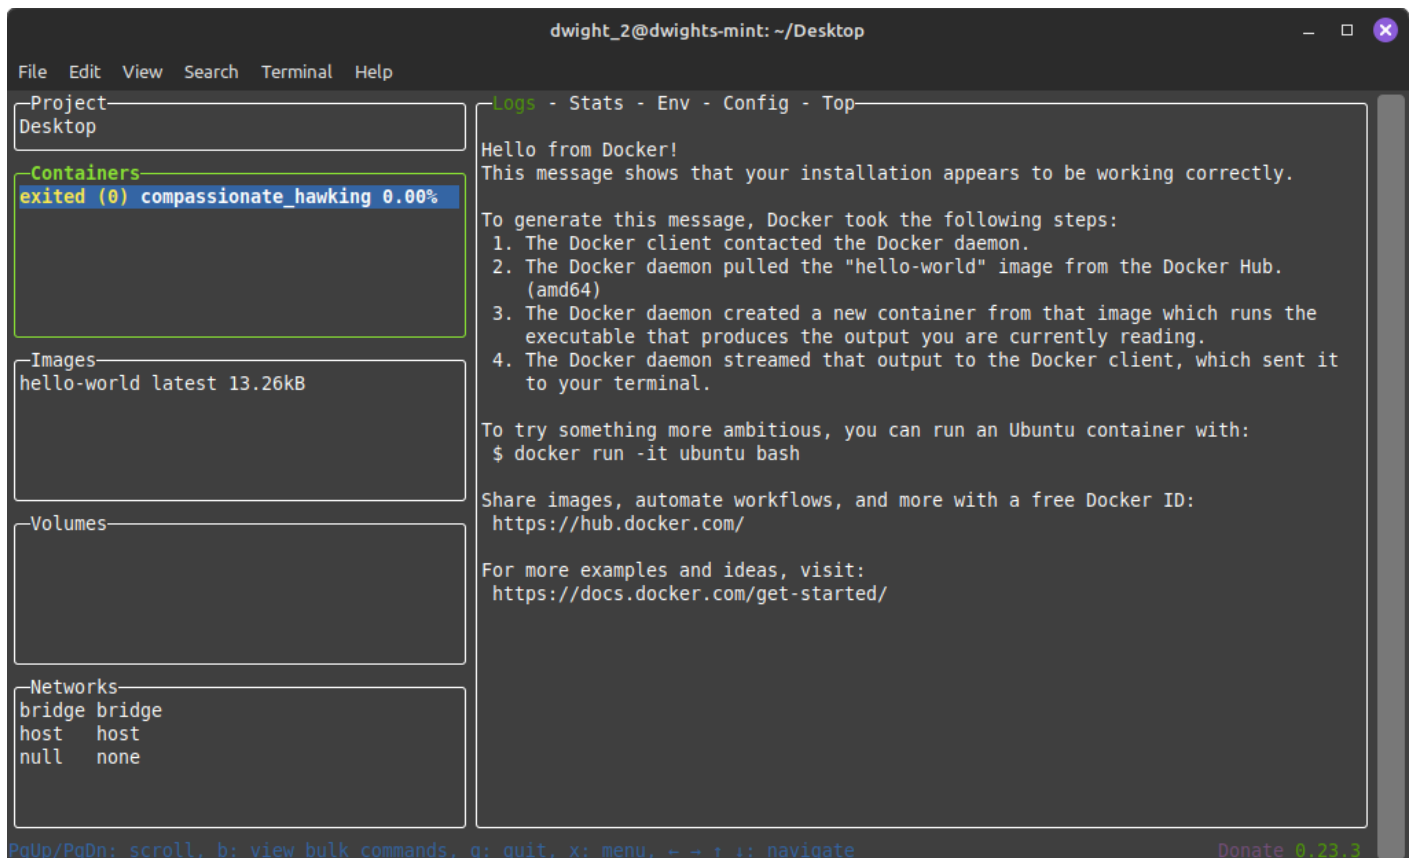 dwight_2@dwights-mint: ~/Desktop
File Edit View Search Terminal Help
Project
Desktop
Containers
exited (0) compassionate_hawking 0.00%
Images
hello-world latest 13.26kB
Volumes
Networks
bridge bridge
host host
null none
Logs - Stats - Env - Config - Top
Hello from Docker!
This message shows that your installation appears to be working correctly.
To generate this message, Docker took the following steps:
1. The Docker client contacted the Docker daemon.
2. The Docker daemon pulled the "hello-world" image from the Docker Hub.
(amd64)
3. The Docker daemon created a new container from that image which runs the
executable that produces the output you are currently reading.
4. The Docker daemon streamed that output to the Docker client, which sent it
to your terminal.
To try something more ambitious, you can run an Ubuntu container with:
$ docker run -it ubuntu bash
Share images, automate workflows, and more with a free Docker ID:
https://hub.docker.com/
For more examples and ideas, visit:
https://docs.docker.com/get-started/
PgUp/PgDn: scroll, b: view bulk commands, q: quit, x: menu, ← → ↑ ↓: navigate
Donate 0.23.3